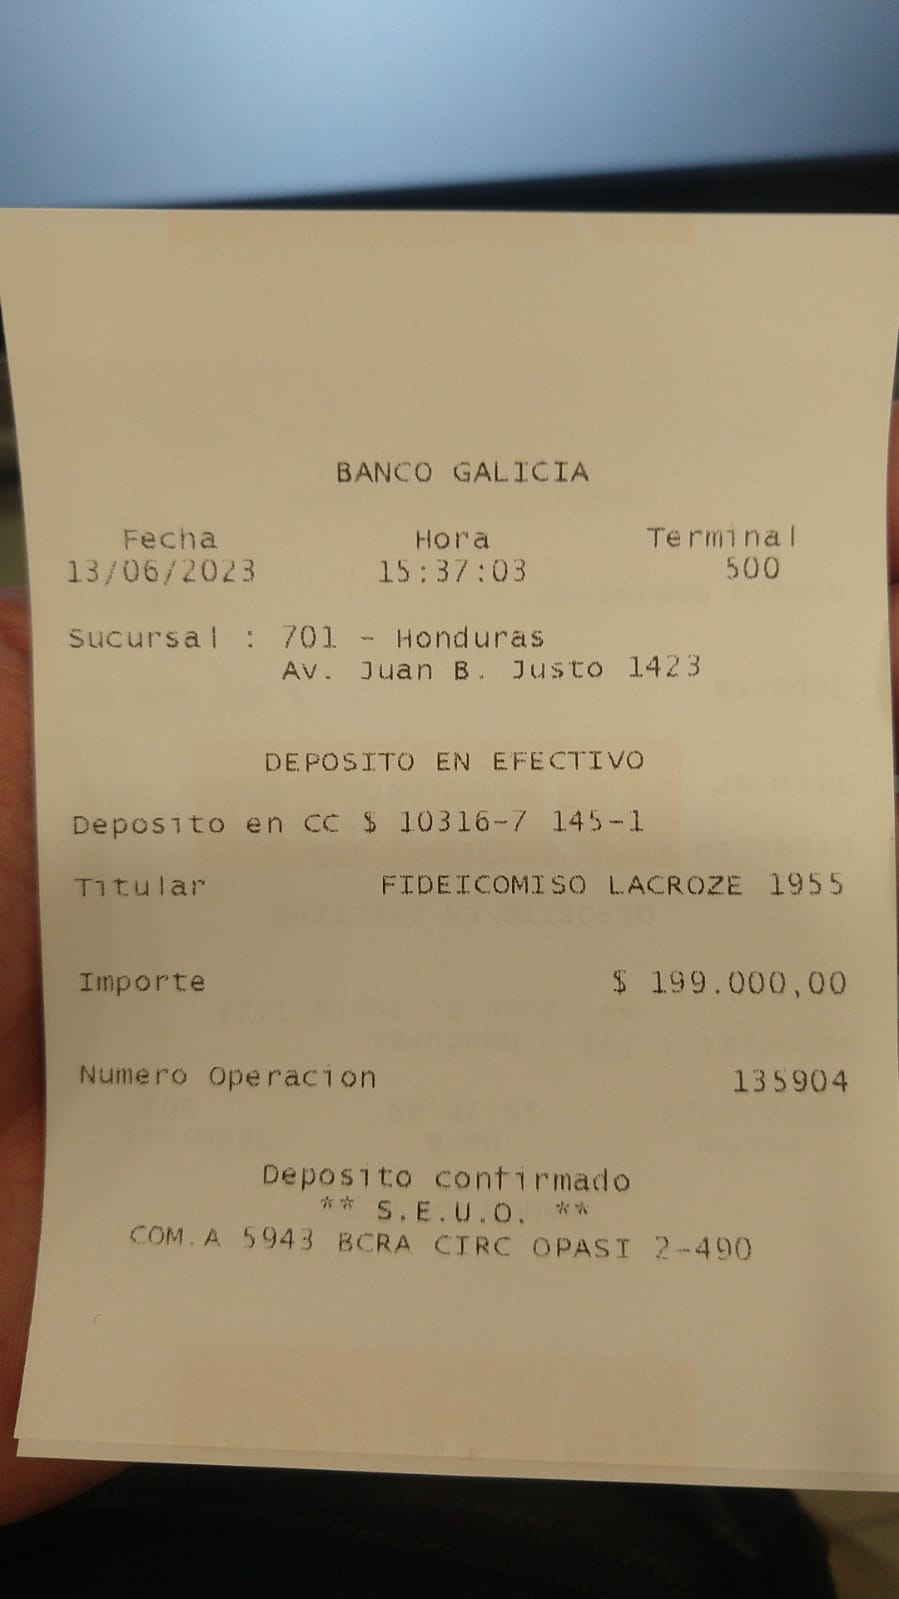 BANCO GALICIA
Fecha Hora Terminal
13/06/2023 15:37:03 500
Sucursal : 701 - Honduras
Av. Juan B. Justo 1423
DEPOSITO EN EFECTIVO
Deposito en CC $ 10316-7 145-1
Titular FIDEICOMISO LACROZE 1955
Importe $ 199.000,00
Numero Operacion 135904
Deposito confirmado
** S.E.U.O. **
COM.A 5943 BCRA CIRC OPASI 2-490